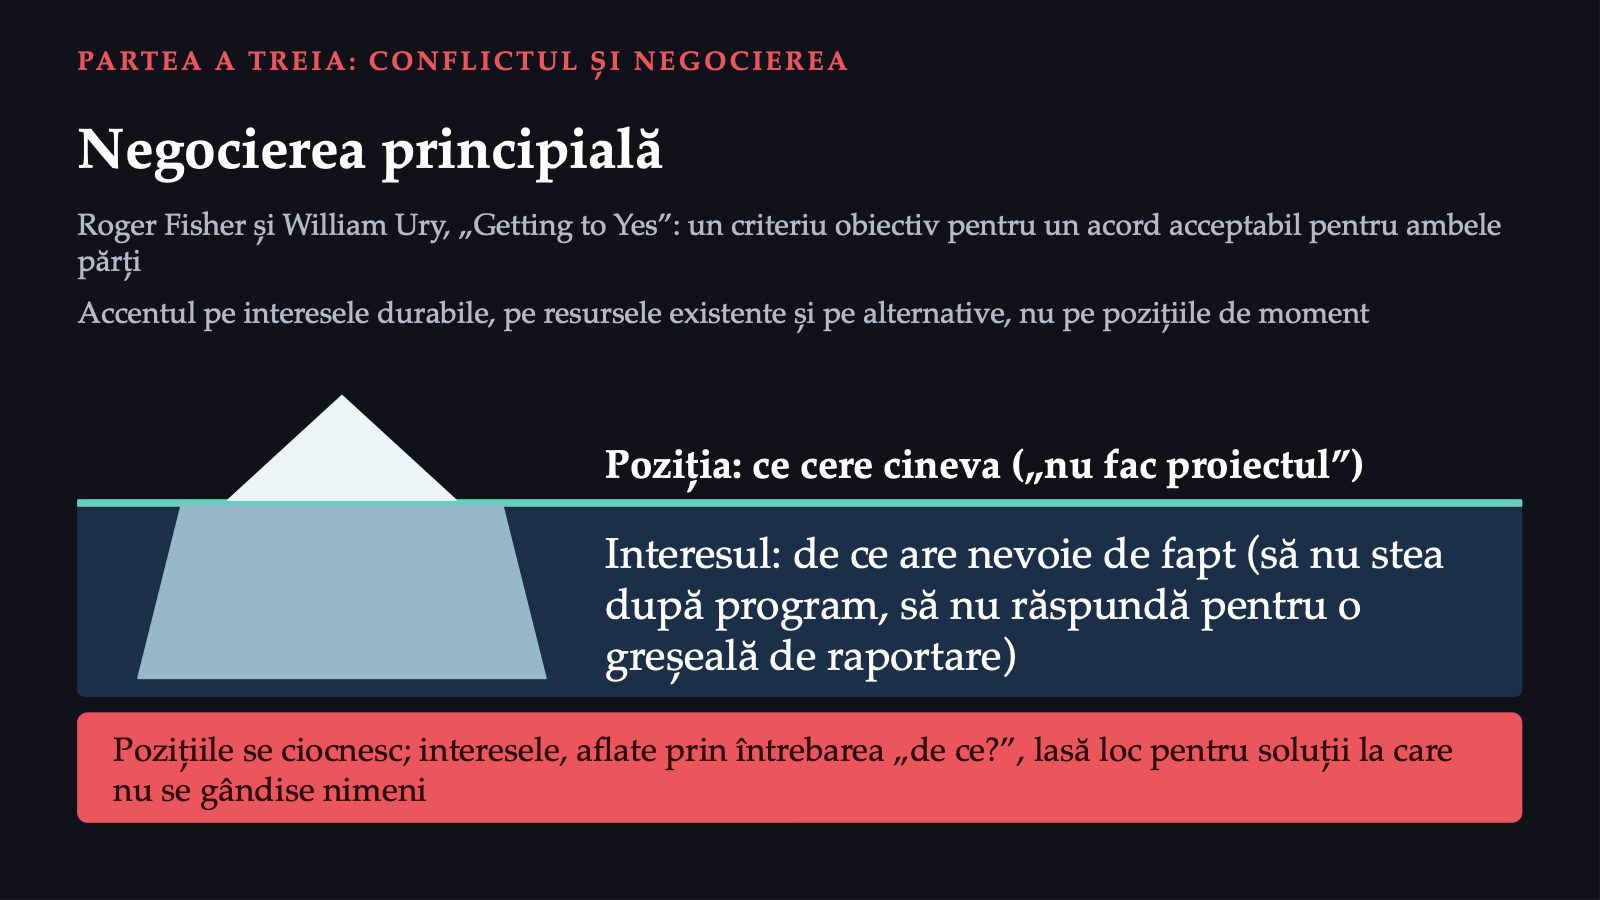 PARTEA A TREIA: CONFLICTUL ȘI NEGOCIEREA
Negocierea principială
Roger Fisher și William Ury, „Getting to Yes”: un criteriu obiectiv pentru un acord acceptabil pentru ambele
părți
Accentul pe interesele durabile, pe resursele existente și pe alternative, nu pe pozițiile de moment
Poziția: ce cere cineva („nu fac proiectul”)
Interesul: de ce are nevoie de fapt (să nu stea
după program, să nu răspundă pentru o
greșeală de raportare)
Pozițiile se ciocnesc; interesele, aflate prin întrebarea „de ce?”, lasă loc pentru soluții la care
nu se gândise nimeni